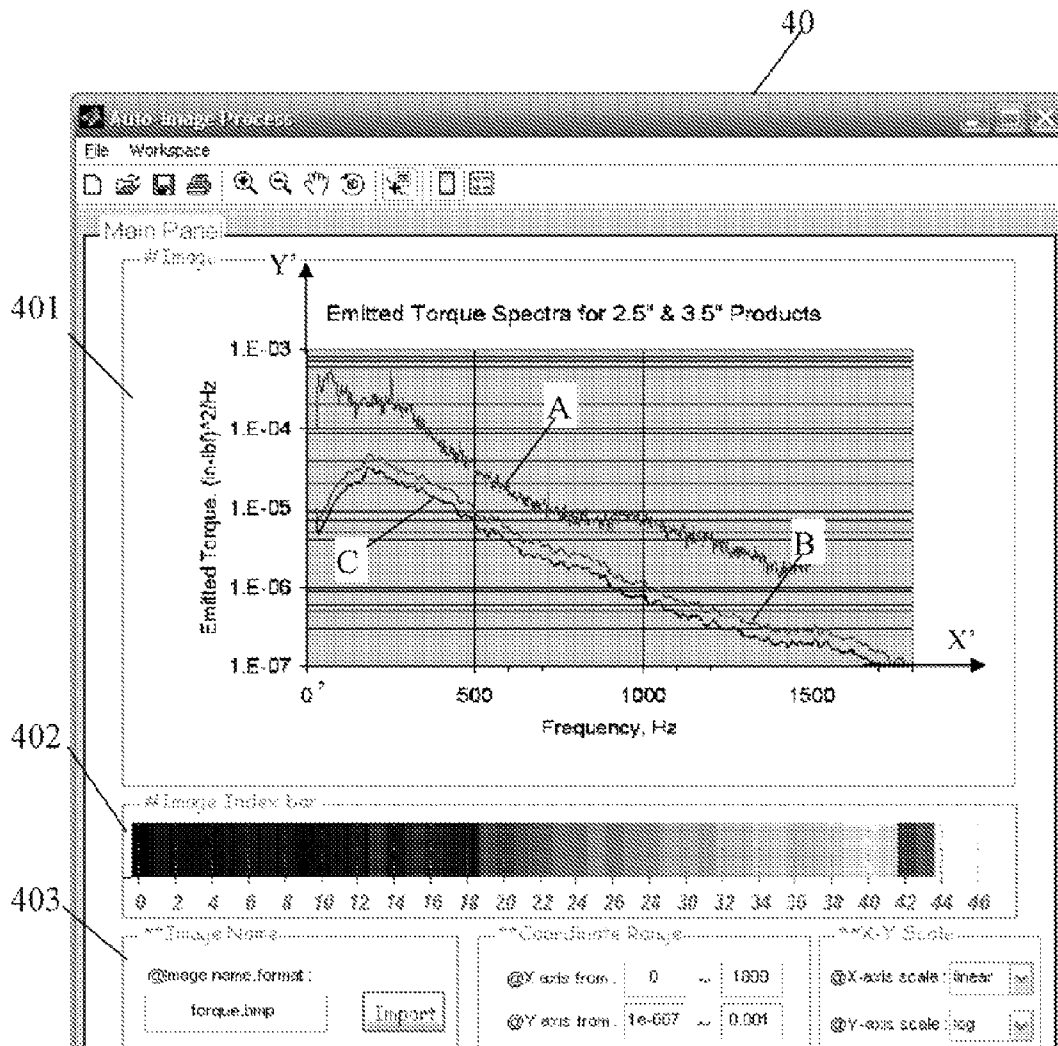 40
Auto Image Process
File Workspace
Main Panel
# Image
Y'
401
Emitted Torque Spectra for 2.5" & 3.5" Products
Emitted Torque, (in-lbf)^2/Hz
1.E-03
1.E-04
1.E-05
1.E-06
1.E-07
A
B
C
X'
0' 500 1000 1500
Frequency, Hz
402
# Image Index bar
0 2 4 6 8 10 12 14 16 18 20 22 24 26 28 30 32 34 36 38 40 42 44 46
403
**Image Name **Coordinate Range **X-Y Scale
@Image name.format : @X axis from : 0 ~ @X-axis scale : linear
torque.bmp Import @Y axis from : 1e-007 ~ 0.001 @Y-axis scale : log